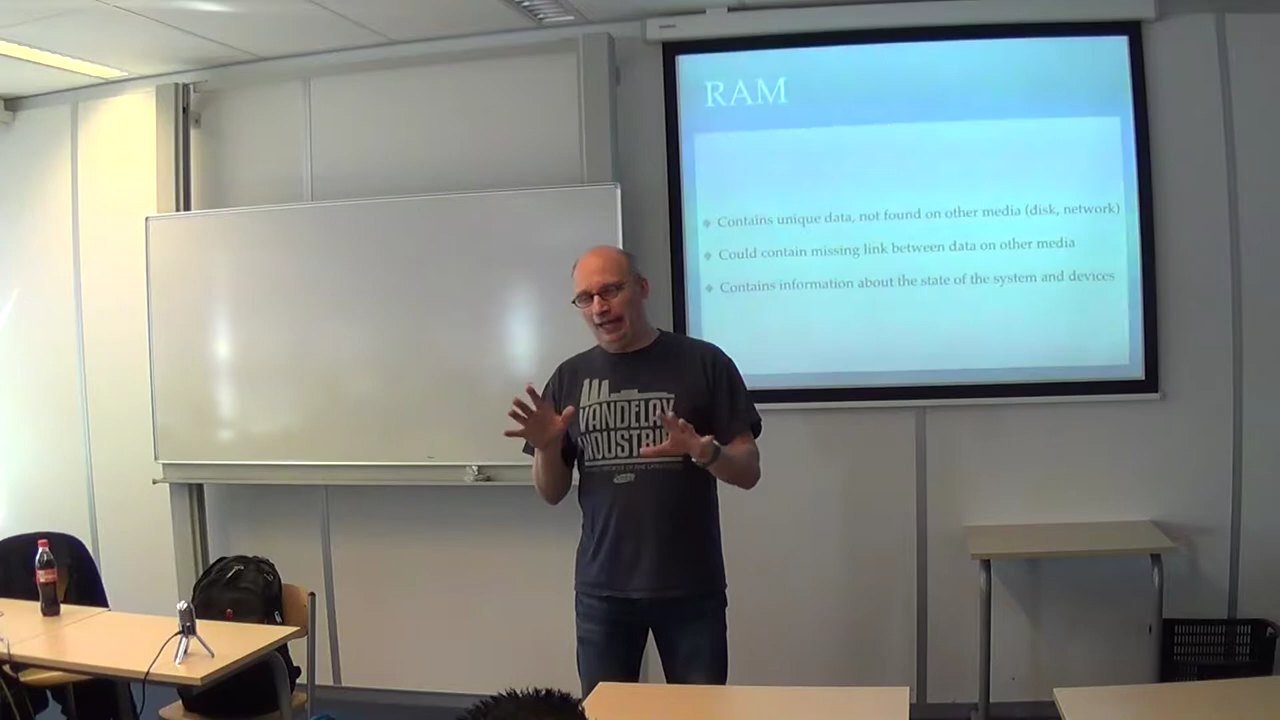 RAM
Contains unique data, not found on other media (disk, network)
Could contain missing link between data on other media
Contains information about the state of the system and devices
VANDELAY
INDUSTRI